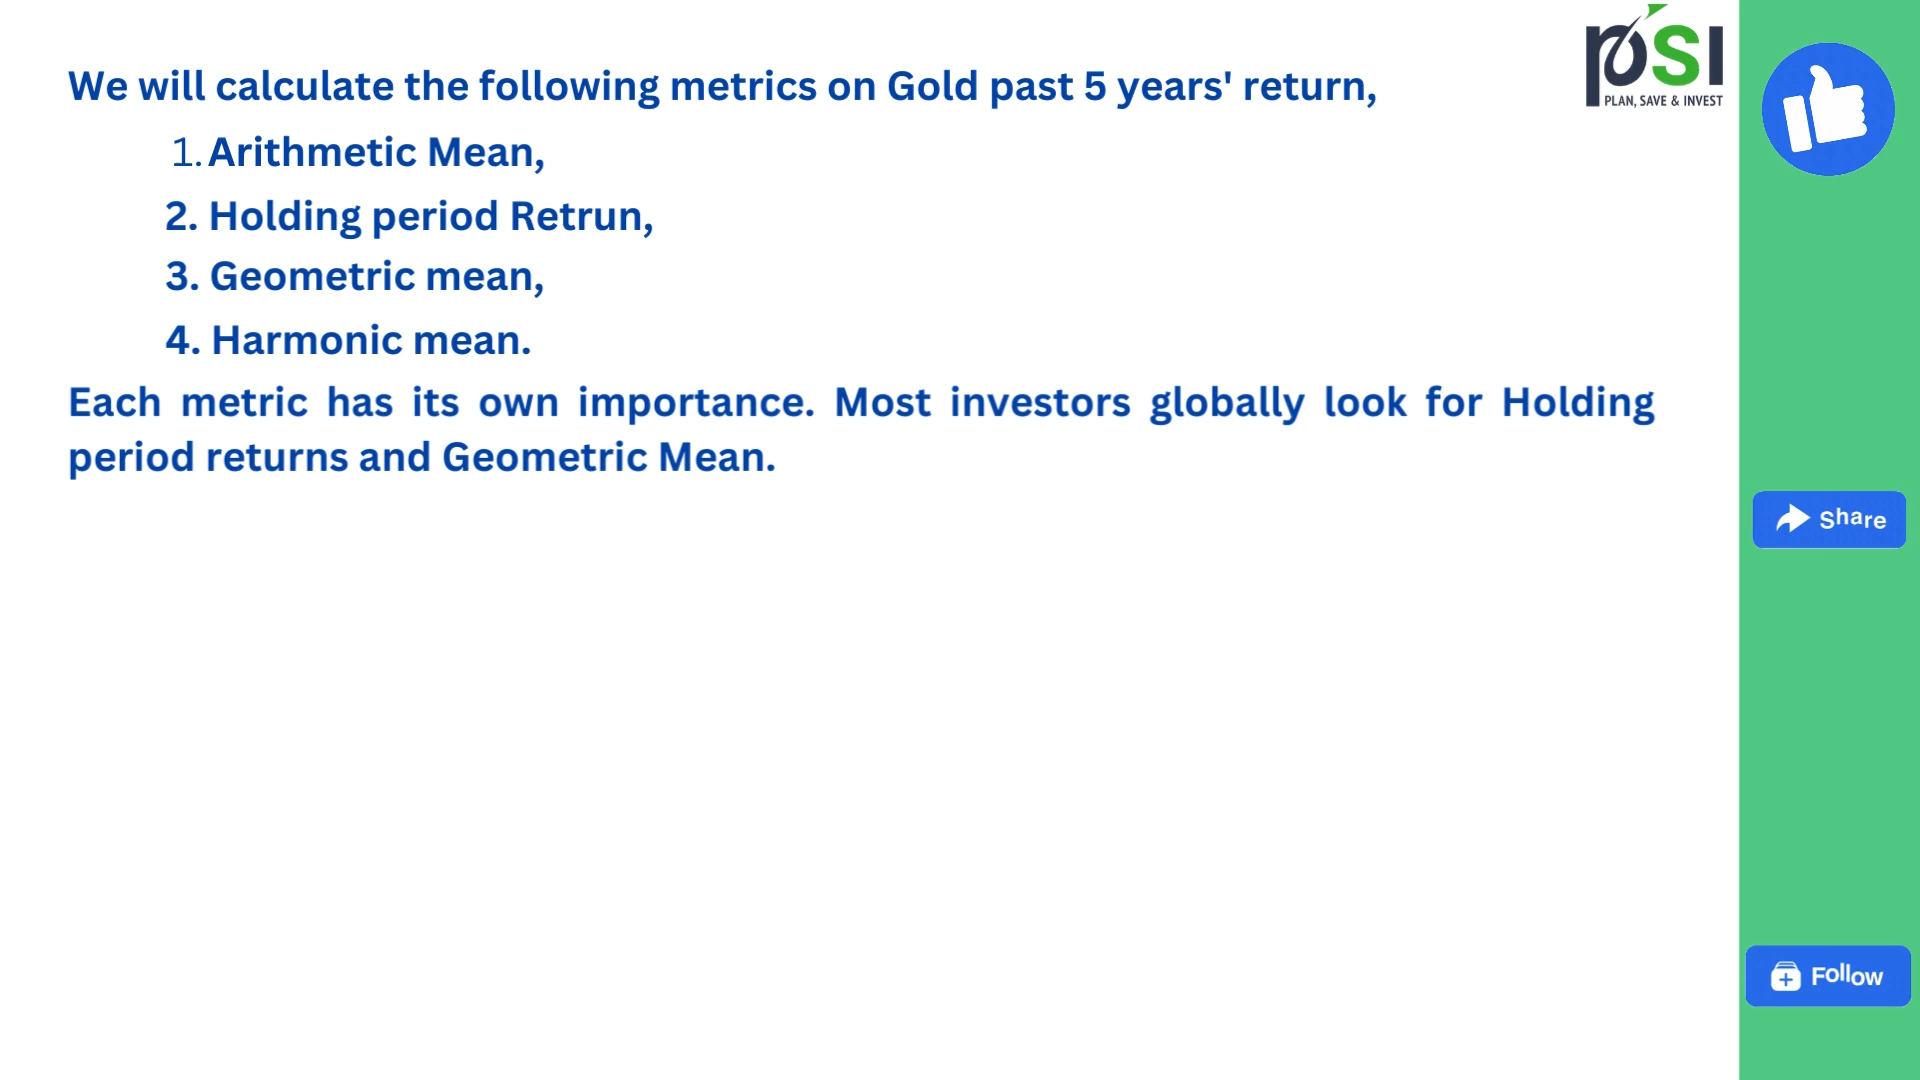 We will calculate the following metrics on Gold past 5 years' return,
1. Arithmetic Mean,
2. Holding period Retrun,
3. Geometric mean,
4. Harmonic mean.
Each metric has its own importance. Most investors globally look for Holding
period returns and Geometric Mean.
PSI
PLAN, SAVE & INVEST
Share
Follow